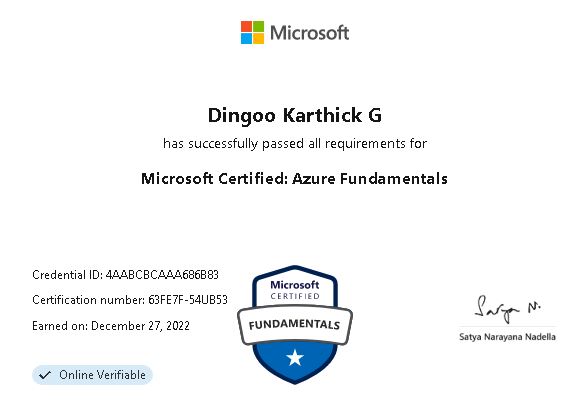 Microsoft
Dingoo Karthick G
has successfully passed all requirements for
Microsoft Certified: Azure Fundamentals
Credential ID: 4AABCBCAAA686B83
Certification number: 63FE7F-54UB53
Earned on: December 27, 2022
Online Verifiable
Microsoft
CERTIFIED
FUNDAMENTALS
Satya N.
Satya Narayana Nadella